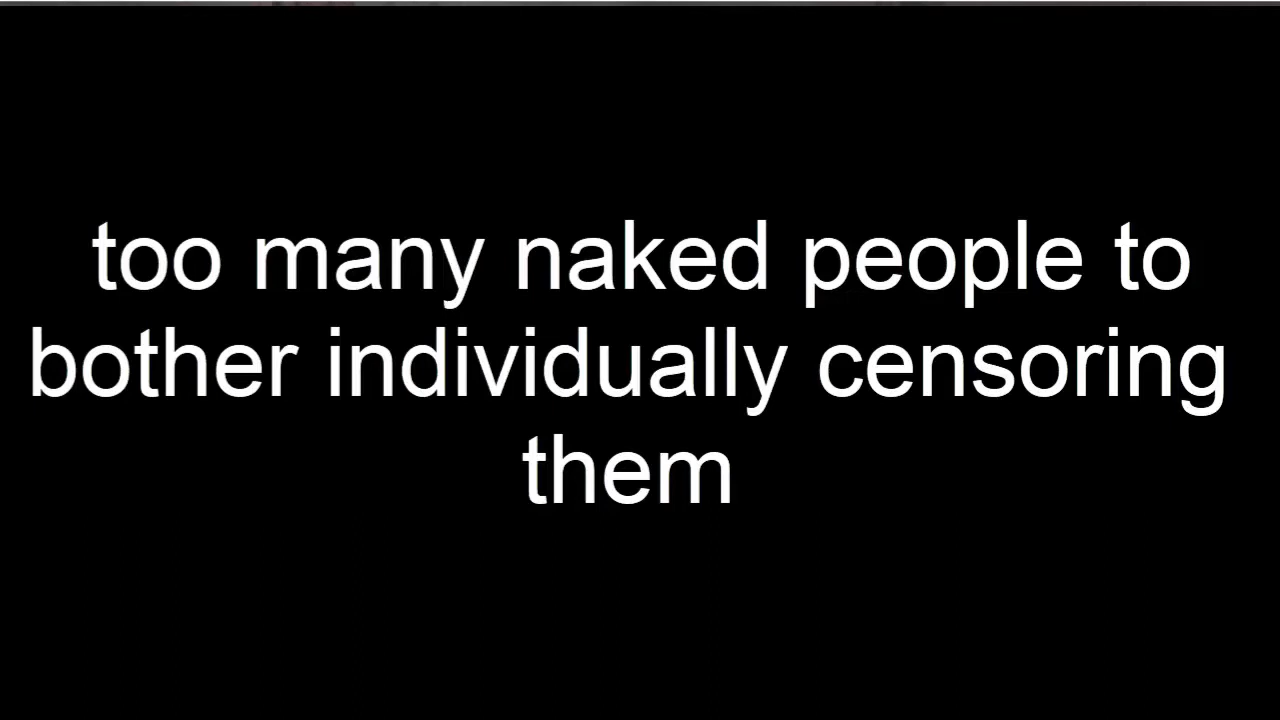 too many naked people to
bother individually censoring
them